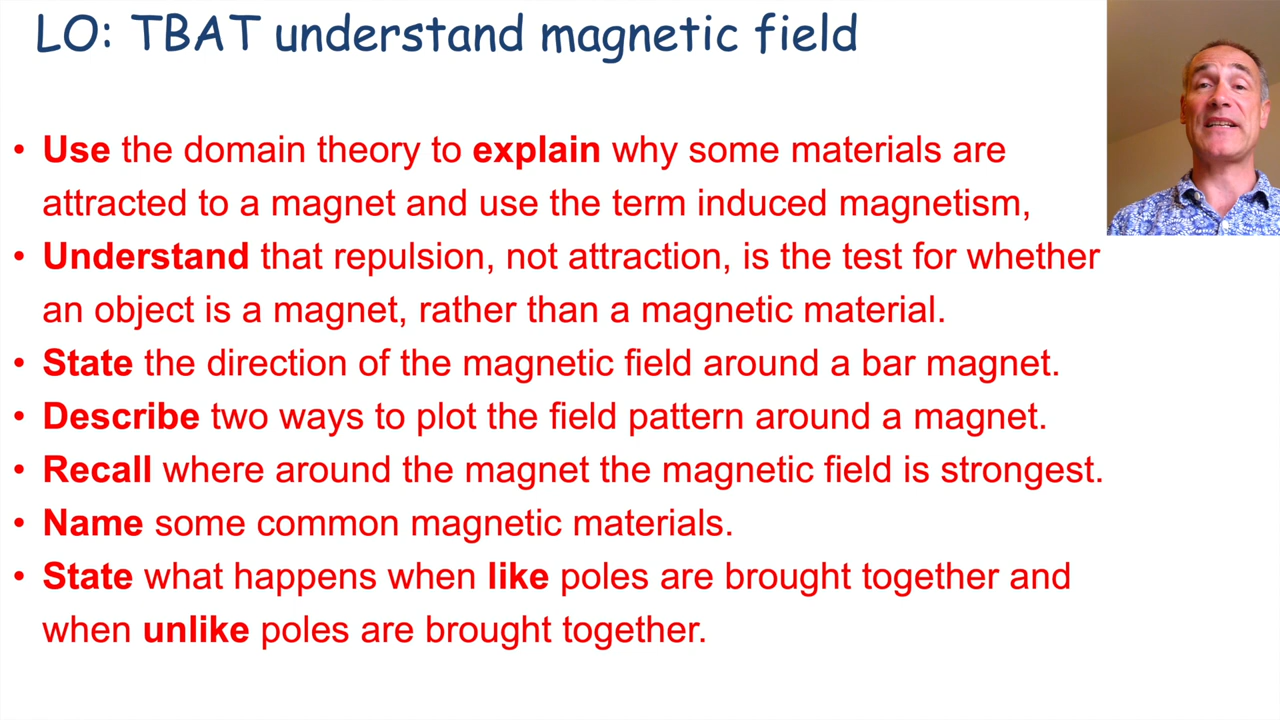 LO: TBAT understand magnetic field
• Use the domain theory to explain why some materials are
attracted to a magnet and use the term induced magnetism,
• Understand that repulsion, not attraction, is the test for whether
an object is a magnet, rather than a magnetic material.
• State the direction of the magnetic field around a bar magnet.
• Describe two ways to plot the field pattern around a magnet.
• Recall where around the magnet the magnetic field is strongest.
• Name some common magnetic materials.
• State what happens when like poles are brought together and
when unlike poles are brought together.